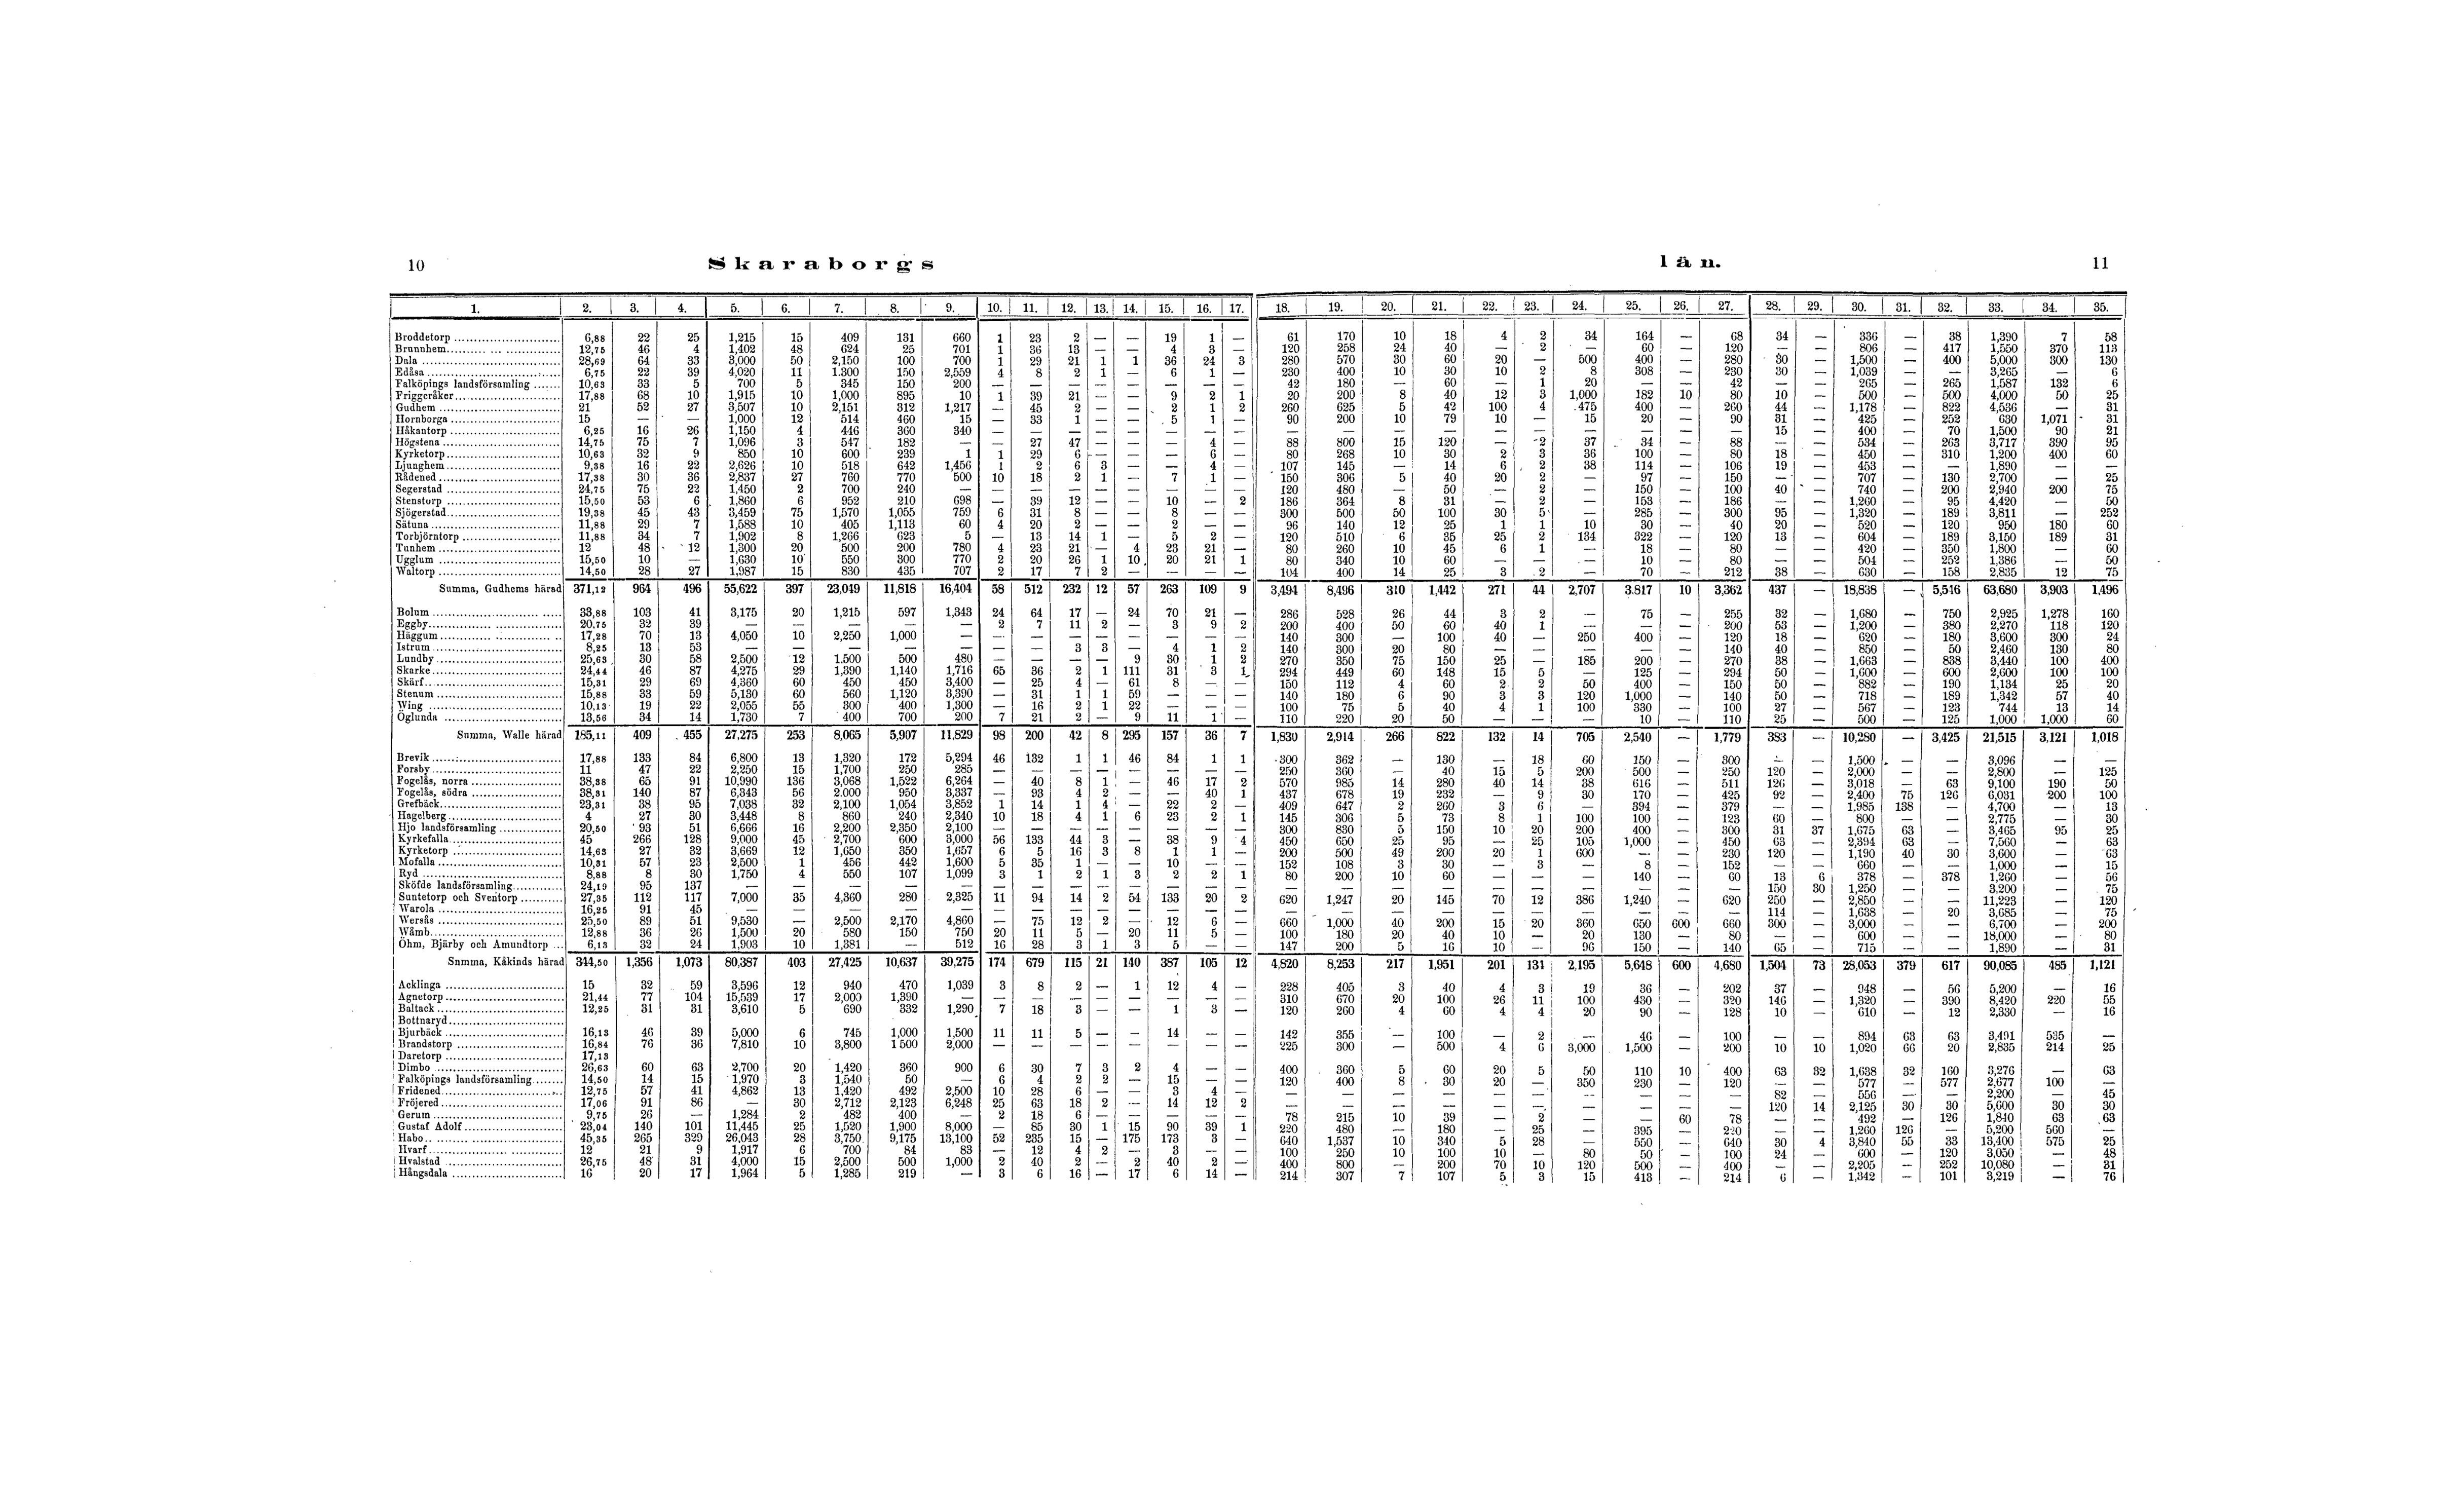 10 Skaraborgs län. 11
1. 2. 3. 4. 5. 6. 7. 8. 9. 10. 11. 12. 13. 14. 15. 16. 17. 18. 19. 20. 21. 22. 23. 24. 25. 26. 27. 28. 29. 30. 31. 32. 33. 34. 35.
Broddetorp 6,88 22 25 1,215 15 409 131 660 1 23 2 — — 19 1 — 61 170 10 18 4 2 34 164 — 68 34 — 336 — 38 1,390 7 58
Brunnhem 12,75 46 4 1,402 48 624 25 701 1 36 13 — — 4 3 — 120 258 24 40 — 2 — 60 — 120 — — 806 — 417 1,550 370 113
Dala 28,69 64 33 3,000 50 2,150 100 700 1 29 21 1 1 36 24 3 280 570 30 60 20 — 500 400 — 280 30 — 1,500 — 400 5,000 300 130
Edåsa 6,75 22 39 4,020 11 1.300 150 2,559 4 8 2 1 — 6 1 — 230 400 10 30 10 2 8 308 — 230 30 — 1,039 — — 3,265 — 6
Falköpings landsförsamling 10,63 33 5 700 5 345 150 200 — — — — — — — — 42 180 — 60 — 1 20 — — 42 — — 265 — 265 1,587 132 6
Friggeråker 17,88 68 10 1,915 10 1,000 895 10 1 39 21 — — 9 2 1 20 200 8 40 12 3 1,000 182 10 80 10 — 500 — 500 4,000 50 25
Gudhem 21 52 27 3,507 10 2,151 312 1,217 — 45 2 — — 2 1 2 260 625 5 42 100 4 475 400 — 260 44 — 1,178 — 822 4,536 — 31
Hornborga 15 — — 1,000 12 514 460 15 — 33 1 — — 5 1 — 90 200 10 79 10 — 15 20 — 90 31 — 425 — 252 630 1,071 31
Håkantorp 6,25 16 26 1,150 4 446 360 340 — — — — — — — — — — — — — — — — — — 15 — 400 — 70 1,500 90 21
Högstena 14,75 75 7 1,096 3 547 182 — — 27 47 — — — 4 — 88 800 15 120 — 2 37 34 — 88 — — 534 — 263 3,717 390 95
Kyrketorp 10,63 32 9 850 10 600 239 1 1 29 6 — — — 6 — 80 268 10 30 2 3 36 100 — 80 18 — 450 — 310 1,200 400 60
Ljunghem 9,38 16 22 2,626 10 518 642 1,456 1 2 6 3 — — 4 — 107 145 — 14 6 2 38 114 — 106 19 — 453 — — 1,890 — —
Rådened 17,38 30 36 2,837 27 760 770 500 10 18 2 1 — 7 1 — 150 306 5 40 20 2 — 97 — 150 — — 707 — 130 2,700 — 25
Segerstad 24,75 75 22 1,450 2 700 240 — — — — — — — — — 120 480 — 50 — 2 — 150 — 100 40 — 740 — 200 2,940 200 75
Stenstorp 15,50 53 6 1,860 6 952 210 698 — 39 12 — — 10 — 2 186 364 8 31 — 2 — 153 — 186 — — 1,260 — 95 4,420 — 50
Sjögerstad 19,38 45 43 3,459 75 1,570 1,055 759 6 31 8 — — 8 — — 300 500 50 100 30 5 — 285 — 300 95 — 1,320 — 189 3,811 — 252
Sätuna 11,88 29 7 1,588 10 405 1,113 60 4 20 2 — — 2 — — 96 140 12 25 1 1 10 30 — 40 20 — 520 — 120 950 180 60
Torbjörntorp 11,88 34 7 1,902 8 1,266 623 5 — 13 14 1 — 5 2 — 120 510 6 35 25 2 134 322 — 120 13 — 604 — 189 3,150 189 31
Tunhem 12 48 12 1,300 20 500 200 780 4 23 21 — 4 23 21 — 80 260 10 45 6 1 — 18 — 80 — — 420 — 350 1,800 — 60
Ugglum 15,50 10 — 1,630 10 550 300 770 2 20 26 1 10 20 21 1 80 340 10 60 — — — 10 — 80 — — 504 — 252 1,386 — 50
Waltorp 14,50 28 27 1,987 15 830 435 707 2 17 7 2 — — — — 104 400 14 25 3 2 — 70 — 212 38 — 630 — 158 2,835 12 75
Summa, Gudhems härad 371,12 964 496 55,622 397 23,049 11,818 16,404 58 512 232 12 57 263 109 9 3,494 8,496 310 1,442 271 44 2,707 3.817 10 3,362 437 — 18,838 — 5,516 63,680 3,903 1,496
Bolum 33,88 103 41 3,175 20 1,215 597 1,343 24 64 17 — 24 70 21 — 286 528 26 44 3 2 — 75 — 255 32 — 1,680 — 750 2,925 1,278 160
Eggby 20,75 32 39 — — — — — 2 7 11 2 — 3 9 2 200 400 50 60 40 1 — — — 200 53 — 1,200 — 380 2,270 118 120
Häggum 17,28 70 13 4,050 10 2,250 1,000 — — — — — — — — — 140 300 — 100 40 — 250 400 — 120 18 — 620 — 180 3,600 300 24
Istrum 8,25 13 53 — — — — — — — 3 3 — 4 1 2 140 300 20 80 — — — — — 140 40 — 850 — 50 2,460 130 80
Lundby 25,63 30 58 2,500 12 1.500 500 480 — — — — 9 30 1 2 270 350 75 150 25 — 185 200 — 270 38 — 1,663 — 838 3,440 100 400
Skarke 24,44 46 87 4,275 29 1,390 1,140 1,716 65 36 2 1 111 31 3 1 294 449 60 148 15 5 — 125 — 294 50 — 1,600 — 600 2,600 100 100
Skärf 15,31 29 69 4,360 60 450 450 3,400 — 25 4 — 61 8 — — 150 112 4 60 2 2 50 400 — 150 50 — 882 — 190 1,134 25 20
Stenum 15,88 33 59 5,130 60 560 1,120 3,390 — 31 1 1 59 — — — 140 180 6 90 3 3 120 1,000 — 140 50 — 718 — 189 1,342 57 40
Wing 10,13 19 22 2,055 55 300 400 1,300 — 16 2 1 22 — — — 100 75 5 40 4 1 100 330 — 100 27 — 567 — 123 744 13 14
Öglunda 13,56 34 14 1,730 7 400 700 200 7 21 2 — 9 11 1 — 110 220 20 50 — — — 10 — 110 25 — 500 — 125 1,000 1,000 60
Summa, Walle härad 185,11 409 455 27,275 253 8,065 5,907 11,829 98 200 42 8 295 157 36 7 1,830 2,914 266 822 132 14 705 2,540 — 1,779 383 — 10,280 — 3,425 21,515 3,121 1,018
Brevik 17,88 133 84 6,800 13 1,320 172 5,294 46 132 1 1 46 84 1 1 300 362 — 130 — 18 60 150 — 300 — — 1,500 — — 3,096 — —
Forsby 11 47 22 2,250 15 1,700 250 285 — — — — — — — — 250 360 — 40 15 5 200 500 — 250 120 — 2,000 — — 2,800 — 125
Fogelås, norra 38,38 65 91 10,990 136 3,068 1,522 6,264 — 40 8 1 — 46 17 2 570 985 14 280 40 14 38 616 — 511 126 — 3,018 — 63 9,100 190 50
Fogelås, södra 38,31 140 87 6,343 56 2.000 950 3,337 — 93 4 2 — — 40 1 437 678 19 232 — 9 30 170 — 425 92 — 2,400 75 126 6,031 200 100
Grefbäck 23,31 38 95 7,038 32 2,100 1,054 3,852 1 14 1 4 — 22 2 — 409 647 2 260 3 6 — 394 — 379 — — 1,985 138 — 4,700 — 13
Hagelberg 4 27 30 3,448 8 860 240 2,340 10 18 4 1 6 23 2 1 145 306 5 73 8 1 100 100 — 123 60 — 800 — — 2,775 — 30
Hjo landsförsamling 20,50 93 51 6,666 16 2,200 2,350 2,100 — — — — — — — — 300 830 5 150 10 20 200 400 — 300 31 37 1,675 63 — 3,465 95 25
Kyrkefalla 45 266 128 9,000 45 2,700 600 3,000 56 133 44 3 — 38 9 4 450 650 25 95 — 25 105 1,000 — 450 63 — 2,394 63 — 7,560 — 63
Kyrketorp 14,63 27 32 3,669 12 1,650 350 1,657 6 5 16 3 8 1 1 — 200 500 49 200 20 1 600 — — 230 120 — 1,190 40 30 3,600 — 63
Mofalla 10,31 57 23 2,500 1 456 442 1,600 5 35 1 — — 10 — — 152 108 3 30 — 3 — 8 — 152 — — 660 — — 1,000 — 15
Ryd 8,88 8 30 1,750 4 550 107 1,099 3 1 2 1 3 2 2 1 80 200 10 60 — — — 140 — 60 13 6 378 — 378 1,260 — 56
Sköfde landsförsamling 24,19 95 137 — — — — — — — — — — — — — — — — — — — — — — — 150 30 1,250 — — 3,200 — 75
Suntetorp och Sventorp 27,35 112 117 7,000 35 4,360 280 2,325 11 94 14 2 54 133 20 2 620 1,247 20 145 70 12 386 1,240 — 620 250 — 2,850 — — 11,223 — 120
Warola 16,25 91 45 — — — — — — — — — — — — — — — — — — — — — — — 114 — 1,638 — 20 3,685 — 75
Wersås 25,50 89 51 9,530 — 2,500 2,170 4,860 — 75 12 2 — 12 6 — 660 1,000 40 200 15 20 360 650 600 660 300 — 3,000 — — 6,700 — 200
Wåmb 12,88 36 26 1,500 20 580 150 750 20 11 5 — 20 11 5 — 100 180 20 40 10 — 20 130 — 80 — — 600 — — 18,000 — 80
Öhm, Bjärby och Amundtorp 6,13 32 24 1,903 10 1,381 — 512 16 28 3 1 3 5 — — 147 200 5 16 10 — 96 150 — 140 65 — 715 — — 1,890 — 31
Summa, Kåkinds härad 344,50 1,356 1,073 80,387 403 27,425 10,637 39,275 174 679 115 21 140 387 105 12 4,820 8,253 217 1,951 201 134 2,195 5,648 600 4,680 1,504 73 28,053 379 617 90,085 485 1,121
Acklinga 15 32 59 3,596 12 940 470 1,039 3 8 2 — 1 12 4 — 228 405 3 40 4 3 19 36 — 202 37 — 948 — 56 5,200 — 16
Agnetorp 21,44 77 104 15,539 17 2,000 1,390 — — — — — — — — — 310 670 20 100 26 11 100 430 — 320 146 — 1,320 — 390 8,420 220 55
Baltack 12,25 31 31 3,610 5 690 332 1,290 7 18 3 — — 1 3 — 120 260 4 60 4 4 20 90 — 128 10 — 610 — 12 2,330 — 16
Bottnaryd
Bjurbäck 16,13 46 39 5,000 6 745 1,000 1,500 11 11 5 — — 14 — — 142 355 — 100 — 2 — 46 — 100 — — 894 63 63 3,491 535 —
Brandstorp 16,84 76 36 7,810 10 3,800 1 500 2,000 — — — — — — — — 225 300 — 500 4 6 3,000 1,500 — 200 10 10 1,020 66 20 2,835 214 25
Daretorp 17,13
Dimbo 26,63 60 63 2,700 20 1,420 360 900 6 30 7 3 2 4 — — 400 360 5 60 20 5 50 110 10 400 63 32 1,638 32 160 3,276 — 63
Falköpings landsförsamling 14,50 14 15 1,970 3 1,540 50 — 6 4 2 2 — 15 — — 120 400 8 30 20 — 350 230 — 120 — — 577 — 577 2,677 100 —
Fridened 12,75 57 41 4,862 13 1,420 492 2,500 10 28 6 — — 3 4 — — — — — — — — — — — 82 — 556 — — 2,200 — 45
Fröjered 17,06 91 86 — 30 2,712 2,123 6,248 25 63 18 2 — 14 12 2 — — — — — — — — — — 120 14 2,125 30 30 5,600 30 30
Gerum 9,75 26 — 1,284 2 482 400 — 2 18 6 — — — — — 78 215 10 39 — 2 — — 60 78 — — 492 — 126 1,840 63 63
Gustaf Adolf 23,04 140 101 11,445 25 1,520 1,900 8,000 — 85 30 1 15 90 39 1 220 480 — 180 — 25 — 395 — 220 — — 1,260 126 — 5,200 560 —
Habo 45,35 265 329 26,043 28 3,750 9,175 13,100 52 235 15 — 175 173 3 — 640 1,537 10 340 5 28 — 550 — 640 30 4 3,840 55 33 13,400 575 25
Hvarf 12 21 9 1,917 6 700 84 83 — 12 4 2 — 3 — — 100 250 10 100 10 — 80 50 — 100 24 — 600 — 120 3,050 — 48
Hvalstad 26,75 48 31 4,000 15 2,500 500 1,000 2 40 2 — 2 40 2 — 400 800 — 200 70 10 120 500 — 400 — — 2,205 — 252 10,080 — 31
Hångsdala 16 20 17 1,964 5 1,285 219 — 3 6 16 — 17 6 14 — 214 307 7 107 5 3 15 413 — 214 6 — 1,342 — 101 3,219 — 76